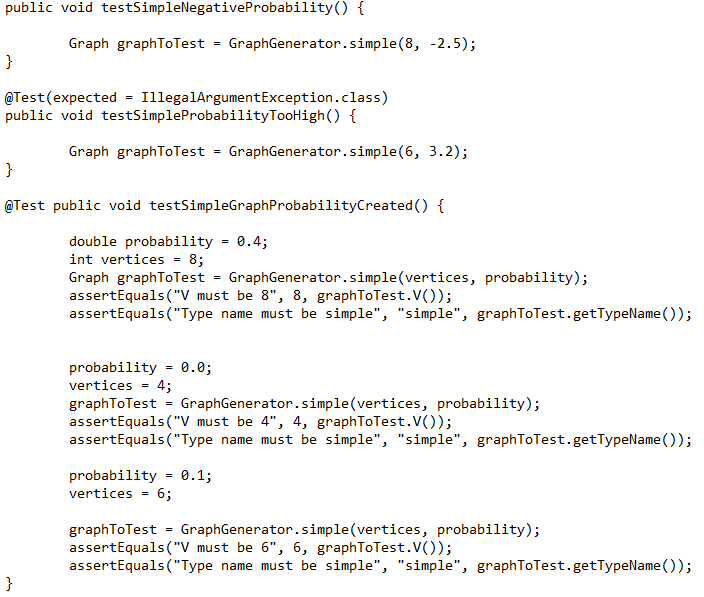 public void testSimpleNegativeProbability() {
Graph graphToTest = GraphGenerator.simple(8, -2.5);
}
@Test(expected = IllegalArgumentException.class)
public void testSimpleProbabilityTooHigh() {
Graph graphToTest = GraphGenerator.simple(6, 3.2);
}
@Test public void testSimpleGraphProbabilityCreated() {
double probability = 0.4;
int vertices = 8;
Graph graphToTest = GraphGenerator.simple(vertices, probability);
assertEquals("V must be 8", 8, graphToTest.V());
assertEquals("Type name must be simple", "simple", graphToTest.getTypeName());
probability = 0.0;
vertices = 4;
graphToTest = GraphGenerator.simple(vertices, probability);
assertEquals("V must be 4", 4, graphToTest.V());
assertEquals("Type name must be simple", "simple", graphToTest.getTypeName());
probability = 0.1;
vertices = 6;
graphToTest = GraphGenerator.simple(vertices, probability);
assertEquals("V must be 6", 6, graphToTest.V());
assertEquals("Type name must be simple", "simple", graphToTest.getTypeName());
}